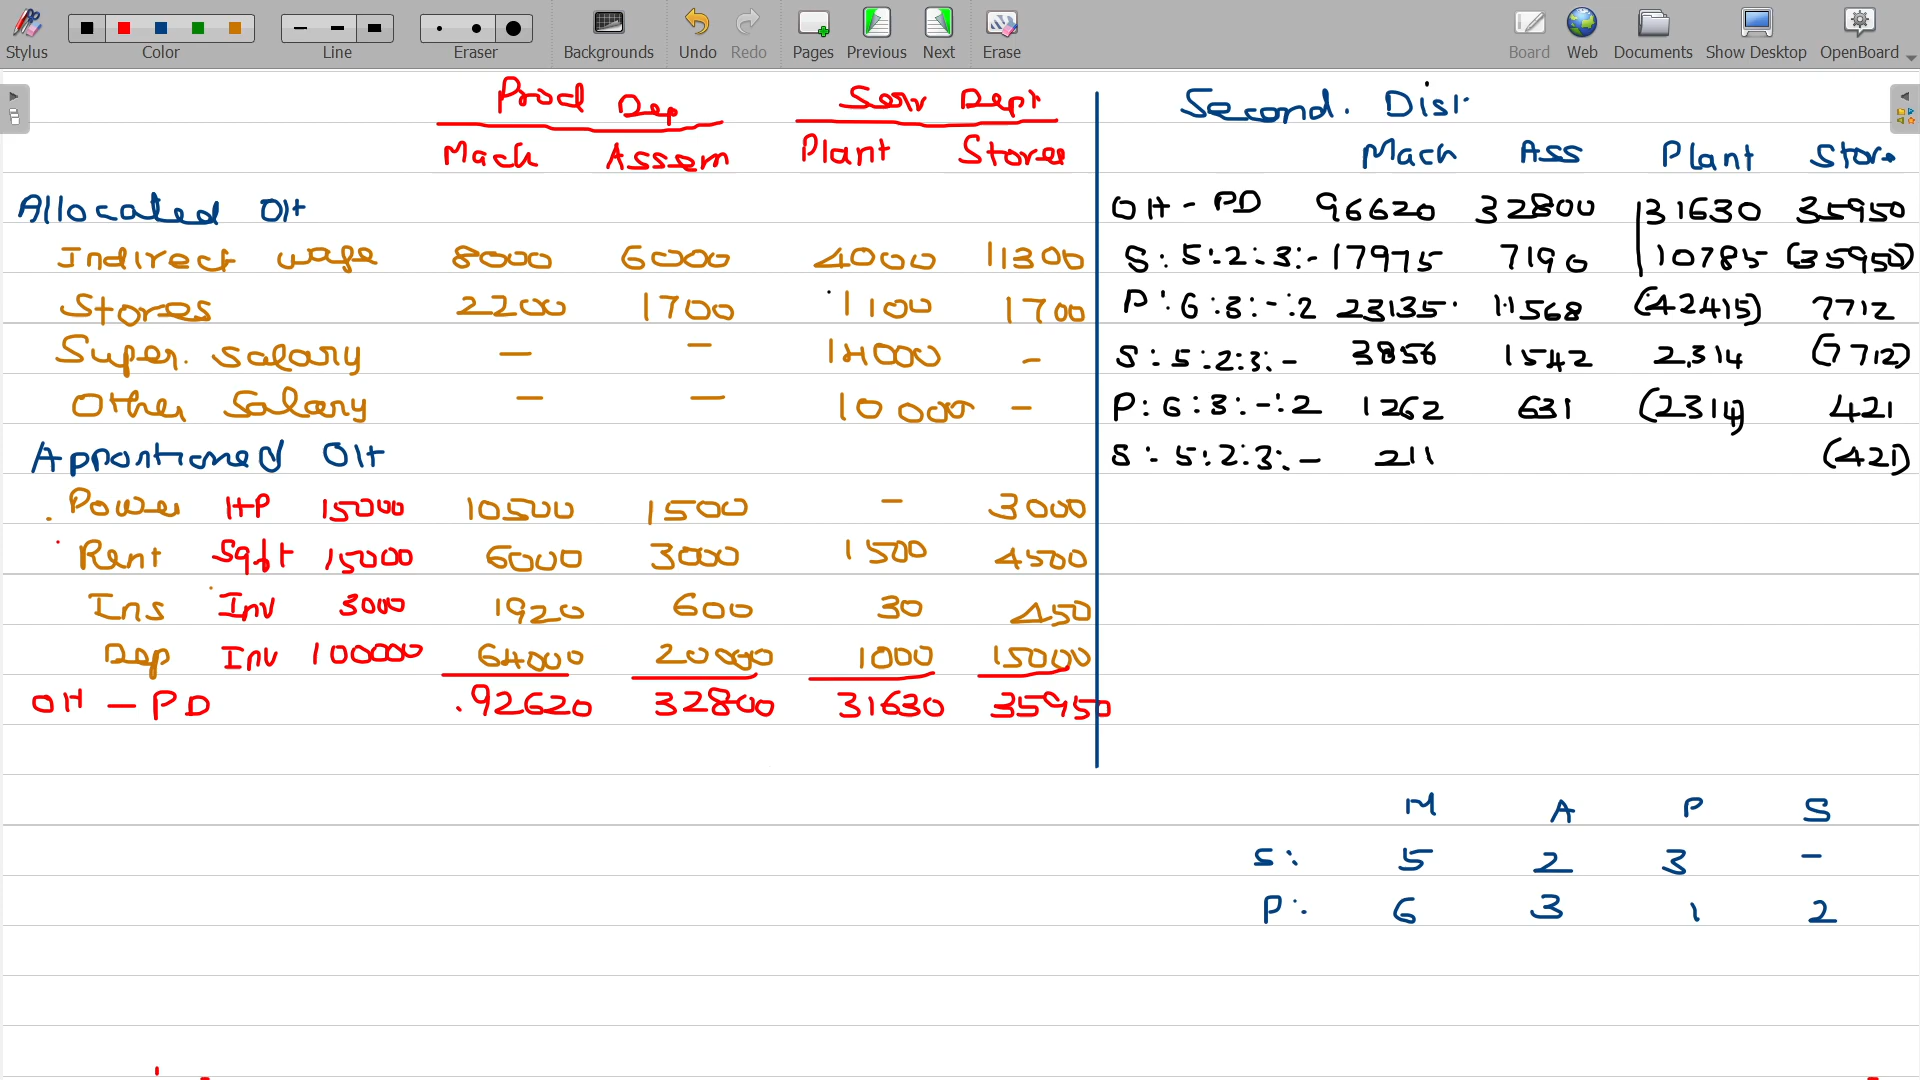 Stylus Color Line Eraser Backgrounds Undo Redo Pages Previous Next Erase Board Web Documents Show Desktop OpenBoard
Prod Dep Serv Dept
Mach Assem Plant Stores
Allocated OH
Indirect wage 8000 6000 4000 11300
Stores 2200 1700 1100 1700
Super. Salary — — 14000 -
Other Salary — — 10000 —
Apportioned OH
Power HP 15000 10500 1500 — 3000
Rent Sqft 15000 6000 3000 1500 4500
Ins Inv 3000 1920 600 30 450
Dep Inv 100000 64000 20000 1000 15000
OH — PD 92620 32800 31630 35950
Second. Dist.
Mach Ass Plant Store
OH - PD 96620 32800 31630 35950
S: 5:2:3:- 17975 7190 10785 (35950)
P: 6:3:-:2 23135 11568 (42415) 7712
S: 5:2:3:- 3856 1542 2314 (7712)
P: 6:3:-:2 1262 631 (2314) 421
S: 5:2:3:- 211 (421)
M A P S
S: 5 2 3 -
P: 6 3 1 2